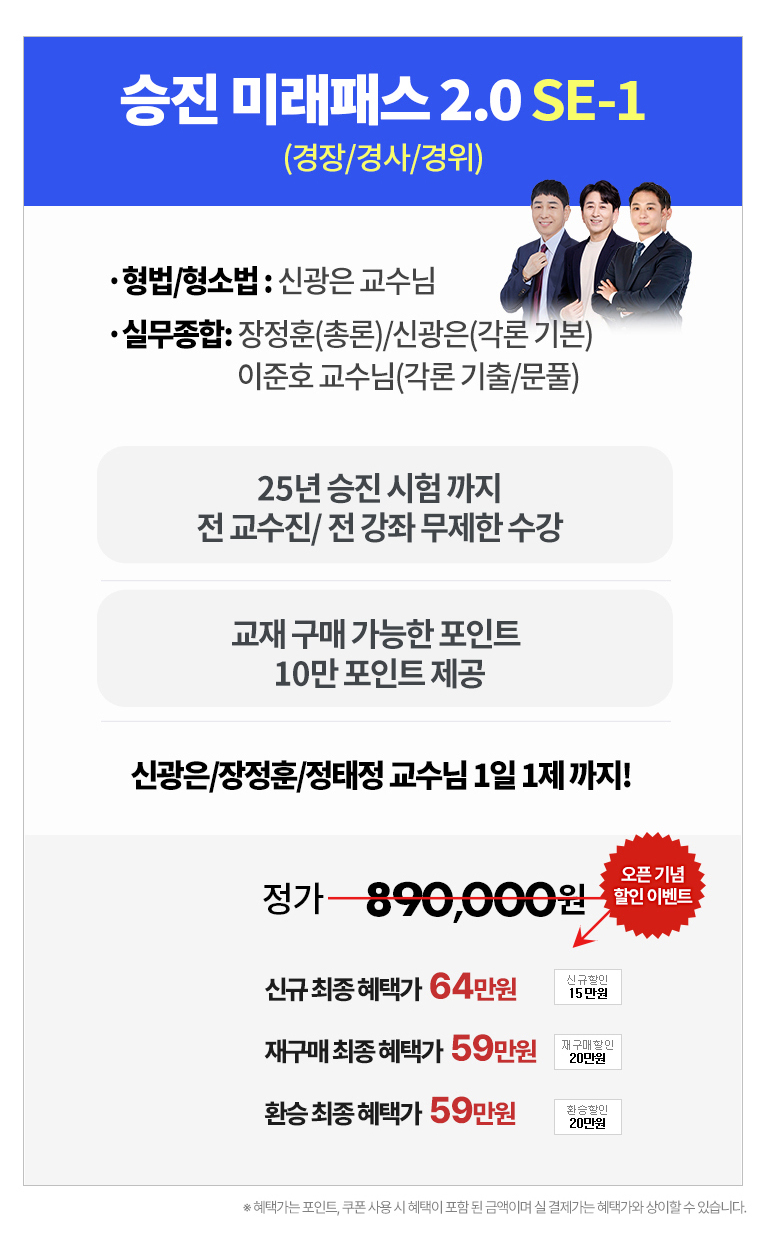 승진 미래패스 2.0 SE-1
(경장/경사/경위)
· 형법/형소법 : 신광은 교수님
· 실무종합: 장정훈(총론)/신광은(각론 기본)
이준호 교수님(각론 기출/문풀)
25년 승진 시험 까지
전 교수진/ 전 강좌 무제한 수강
교재 구매 가능한 포인트
10만 포인트 제공
신광은/장정훈/정태정 교수님 1일 1제 까지!
정가 890,000원
오픈 기념
할인 이벤트
신규 최종 혜택가 64만원
신규할인
15만원
재구매 최종 혜택가 59만원
재구매할인
20만원
환승 최종 혜택가 59만원
환승할인
20만원
※ 혜택가는 포인트, 쿠폰 사용 시 혜택이 포함 된 금액이며 실 결제가는 혜택가와 상이할 수 있습니다.